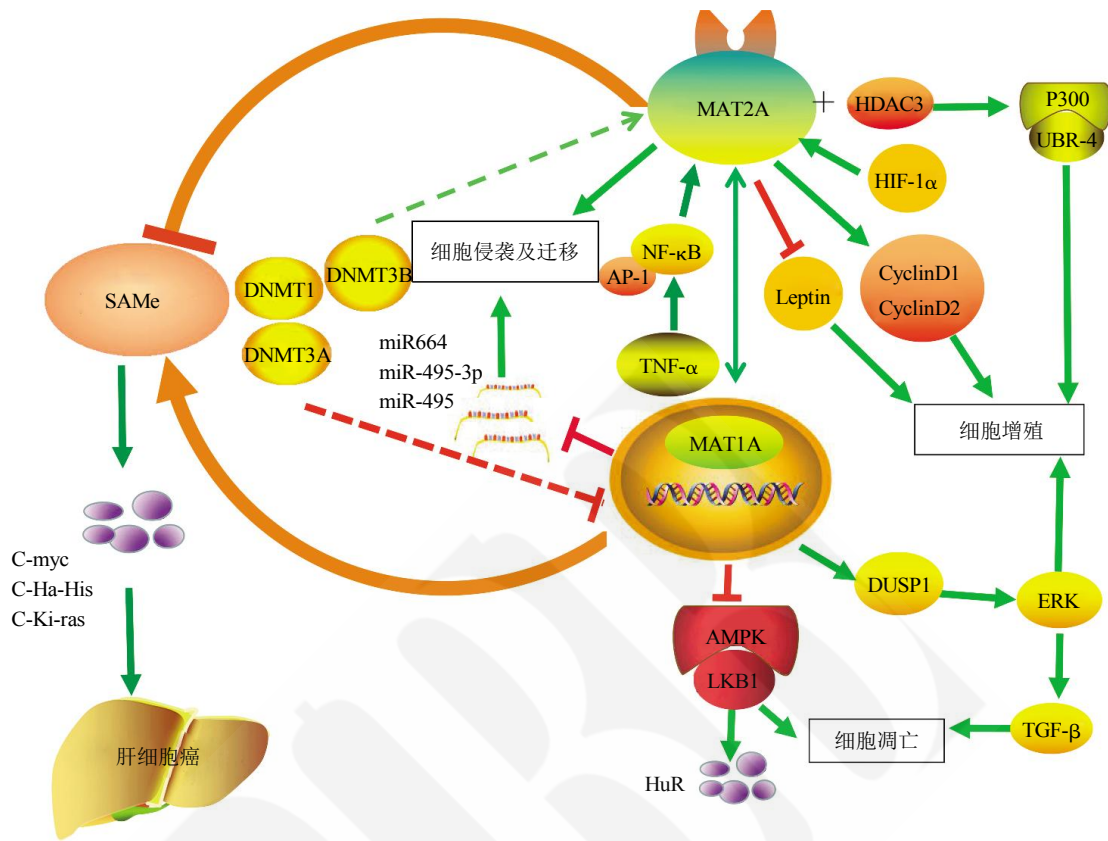 MAT2A
+
HDAC3
P300
UBR-4
HIF-1α
细胞侵袭及迁移
NF-κB
AP-1
DNMT3B
DNMT1
DNMT3A
SAMe
CyclinD1
CyclinD2
Leptin
TNF-α
miR664
miR-495-3p
miR-495
细胞增殖
MAT1A
C-myc
C-Ha-His
C-Ki-ras
DUSP1
ERK
AMPK
LKB1
TGF-β
细胞凋亡
HuR
肝细胞癌